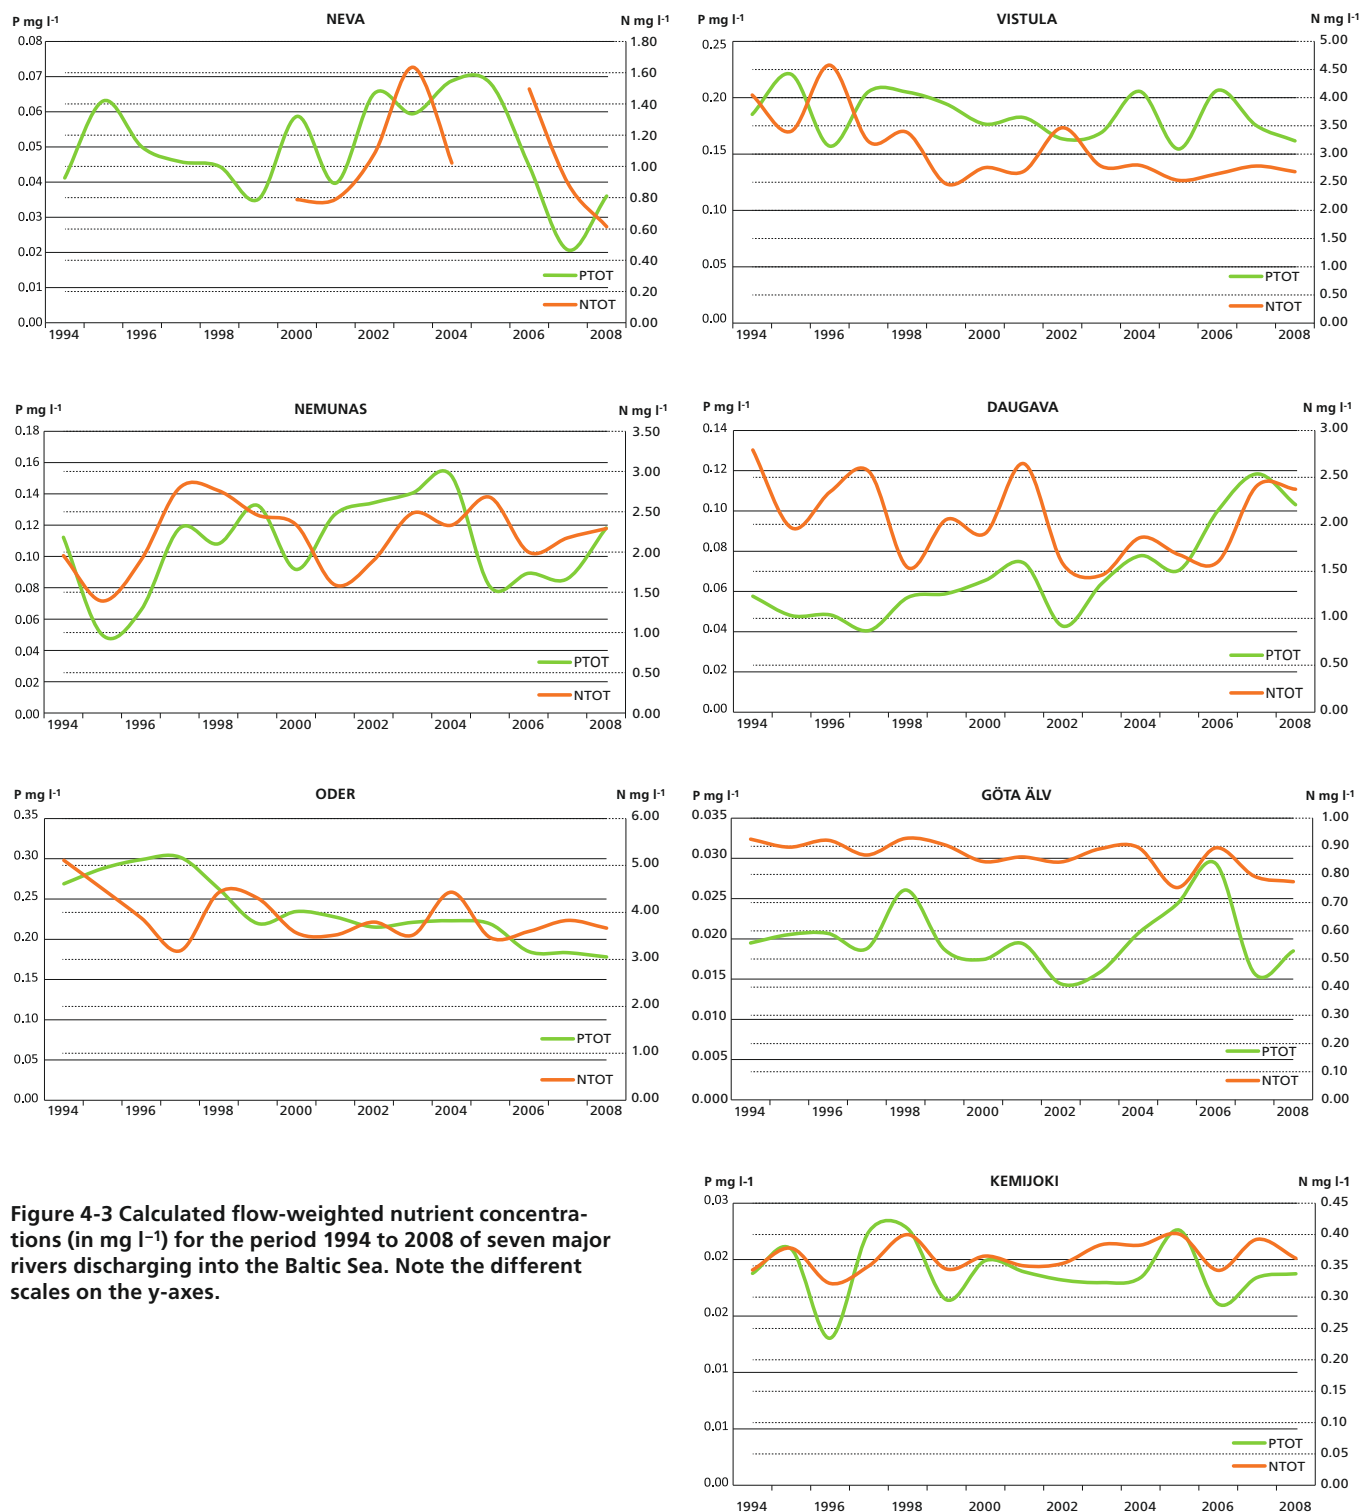 NEVA
P mg l-1
N mg l-1
0.08
0.07
0.06
0.05
0.04
0.03
0.02
0.01
0.00
1.80
1.60
1.40
1.20
1.00
0.80
0.60
0.40
0.20
0.00
PTOT
NTOT
1994 1996 1998 2000 2002 2004 2006 2008
VISTULA
P mg l-1
N mg l-1
0.25
0.20
0.15
0.10
0.05
0.00
5.00
4.50
4.00
3.50
3.00
2.50
2.00
1.50
1.00
0.50
0.00
PTOT
NTOT
1994 1996 1998 2000 2002 2004 2006 2008
NEMUNAS
P mg l-1
N mg l-1
0.18
0.16
0.14
0.12
0.10
0.08
0.06
0.04
0.02
0.00
3.50
3.00
2.50
2.00
1.50
1.00
0.50
0.00
PTOT
NTOT
1994 1996 1998 2000 2002 2004 2006 2008
DAUGAVA
P mg l-1
N mg l-1
0.14
0.12
0.10
0.08
0.06
0.04
0.02
0.00
3.00
2.50
2.00
1.50
1.00
0.50
0.00
PTOT
NTOT
1994 1996 1998 2000 2002 2004 2006 2008
ODER
P mg l-1
N mg l-1
0.35
0.30
0.25
0.20
0.15
0.10
0.05
0.00
6.00
5.00
4.00
3.00
2.00
1.00
0.00
PTOT
NTOT
1994 1996 1998 2000 2002 2004 2006 2008
GÖTA ÄLV
P mg l-1
N mg l-1
0.035
0.030
0.025
0.020
0.015
0.010
0.005
0.000
1.00
0.90
0.80
0.70
0.60
0.50
0.40
0.30
0.20
0.10
0.00
PTOT
NTOT
1994 1996 1998 2000 2002 2004 2006 2008
KEMIJOKI
P mg l-1
N mg l-1
0.03
0.02
0.02
0.01
0.01
0.00
0.45
0.40
0.35
0.30
0.25
0.20
0.15
0.10
0.05
0.00
PTOT
NTOT
1994 1996 1998 2000 2002 2004 2006 2008
Figure 4-3 Calculated flow-weighted nutrient concentra-
tions (in mg l−1) for the period 1994 to 2008 of seven major
rivers discharging into the Baltic Sea. Note the different
scales on the y-axes.